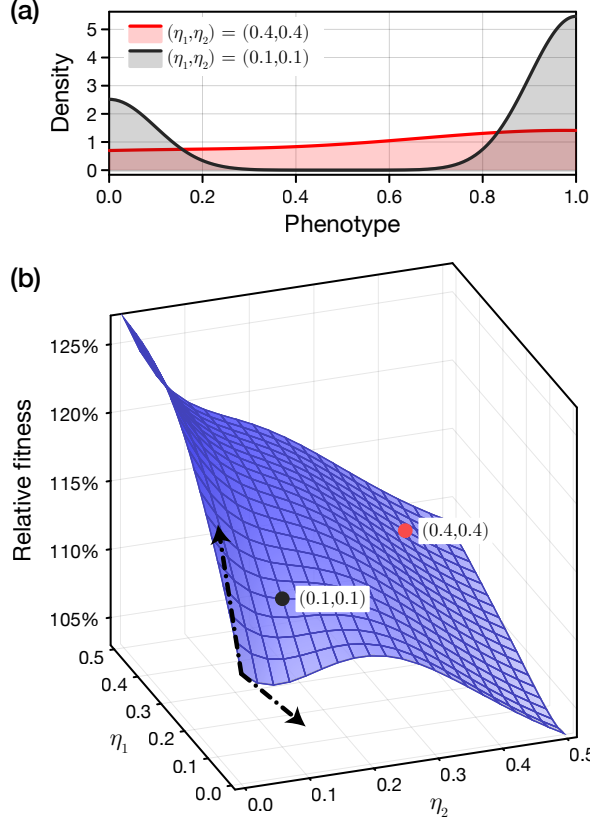 (a)
Density
5
4
3
2
1
0
(η₁,η₂) = (0.4,0.4)
(η₁,η₂) = (0.1,0.1)
0.0 0.2 0.4 0.6 0.8 1.0
Phenotype
(b)
Relative fitness
125%
120%
115%
110%
105%
(0.4,0.4)
(0.1,0.1)
0.5
0.4
0.3
0.2
0.1
0.0
η₁
0.0 0.1 0.2 0.3 0.4 0.5
η₂